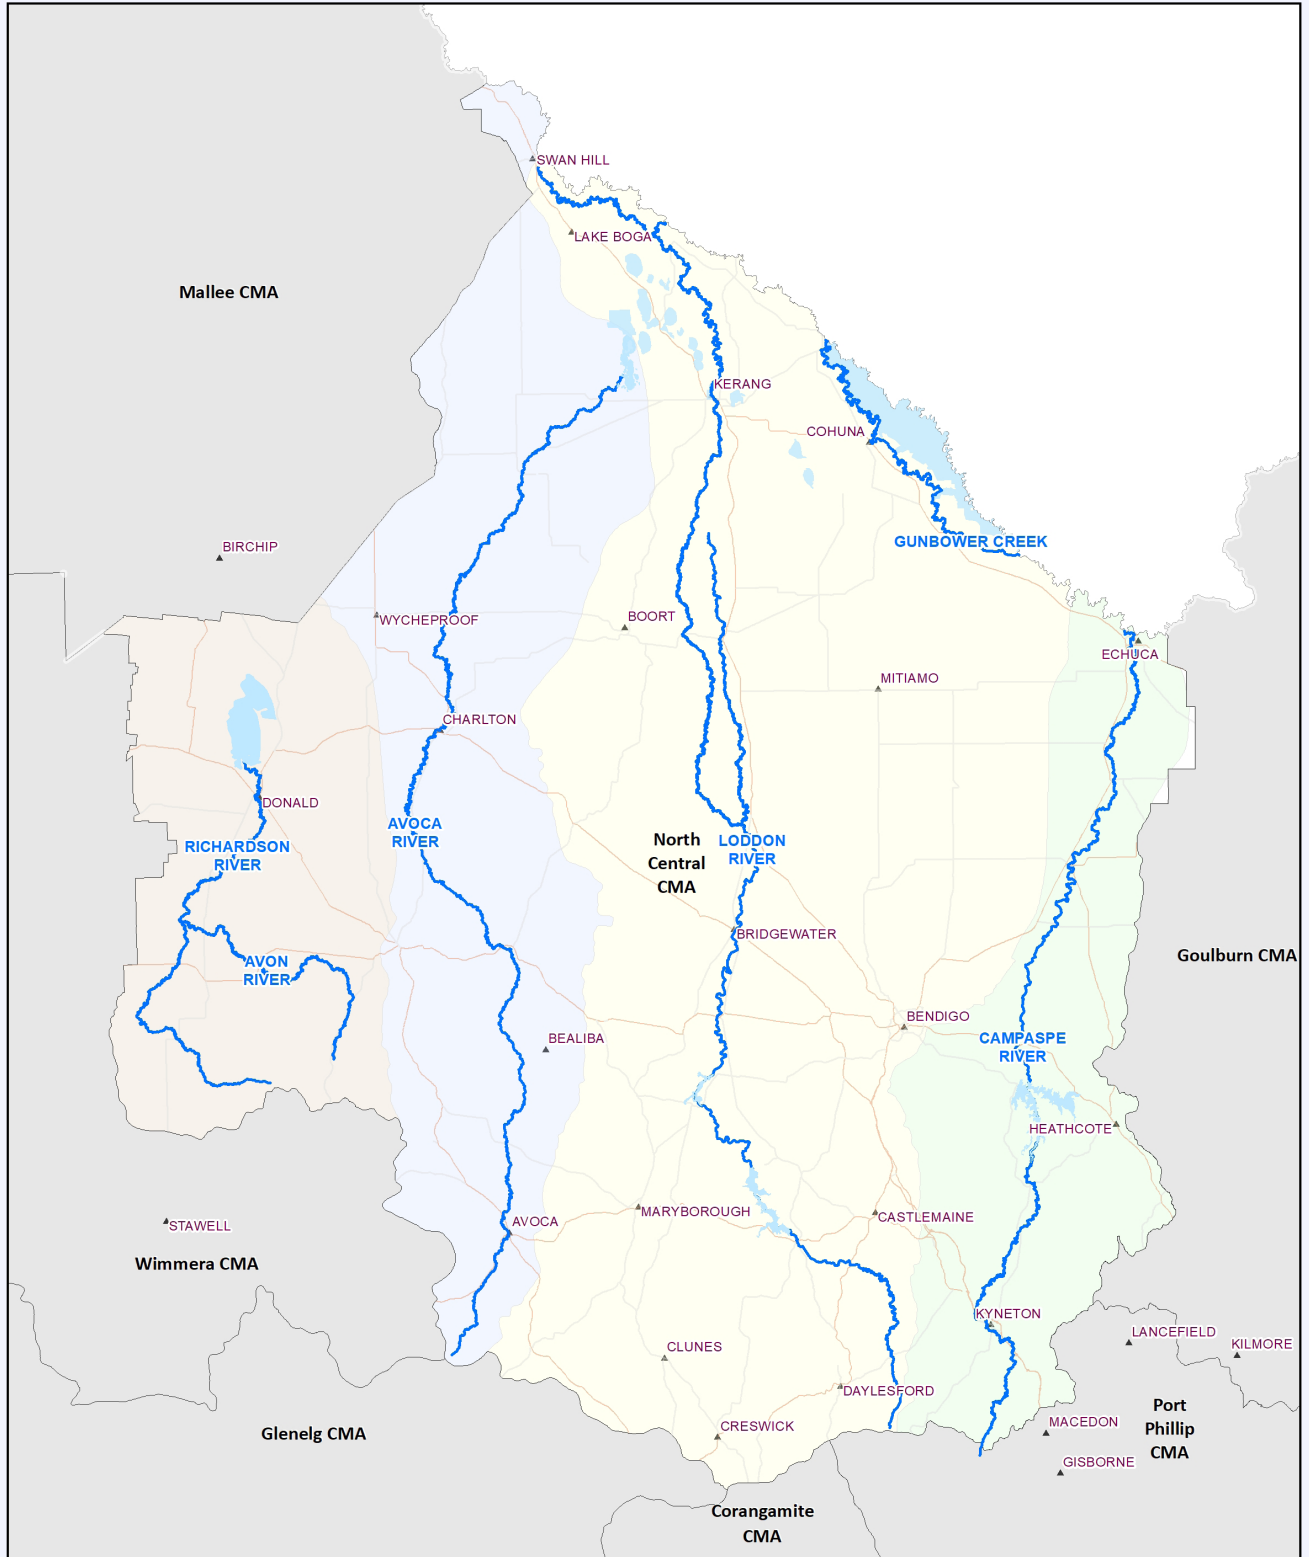 SWAN HILL
LAKE BOGA
Mallee CMA
KERANG
COHUNA
GUNBOWER CREEK
BIRCHIP
WYCHEPROOF
BOORT
ECHUCA
MITIAMO
CHARLTON
DONALD
AVOCA
RIVER
RICHARDSON
RIVER
North
Central
CMA
LODDON
RIVER
BRIDGEWATER
Goulburn CMA
AVON
RIVER
BENDIGO
BEALIBA
CAMPASPE
RIVER
HEATHCOTE
MARYBOROUGH
CASTLEMAINE
AVOCA
STAWELL
Wimmera CMA
KYNETON
LANCEFIELD
KILMORE
CLUNES
DAYLESFORD
Port
Phillip
CMA
MACEDON
CRESWICK
Glenelg CMA
GISBORNE
Corangamite
CMA